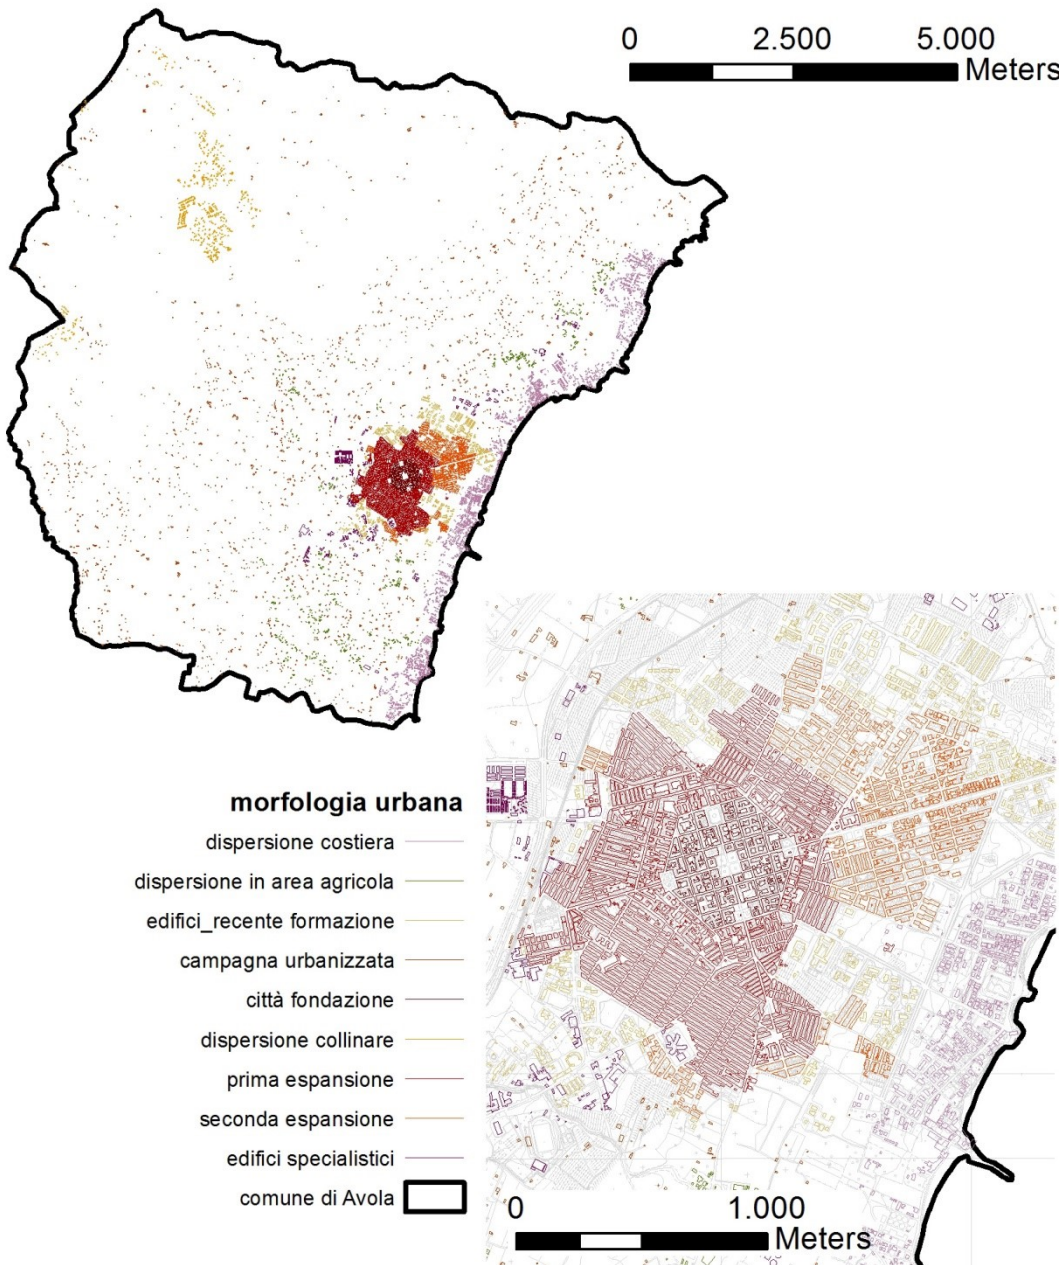 0 2.500 5.000
Meters
morfologia urbana
dispersione costiera
dispersione in area agricola
edifici_recente formazione
campagna urbanizzata
città fondazione
dispersione collinare
prima espansione
seconda espansione
edifici specialistici
comune di Avola
0 1.000
Meters